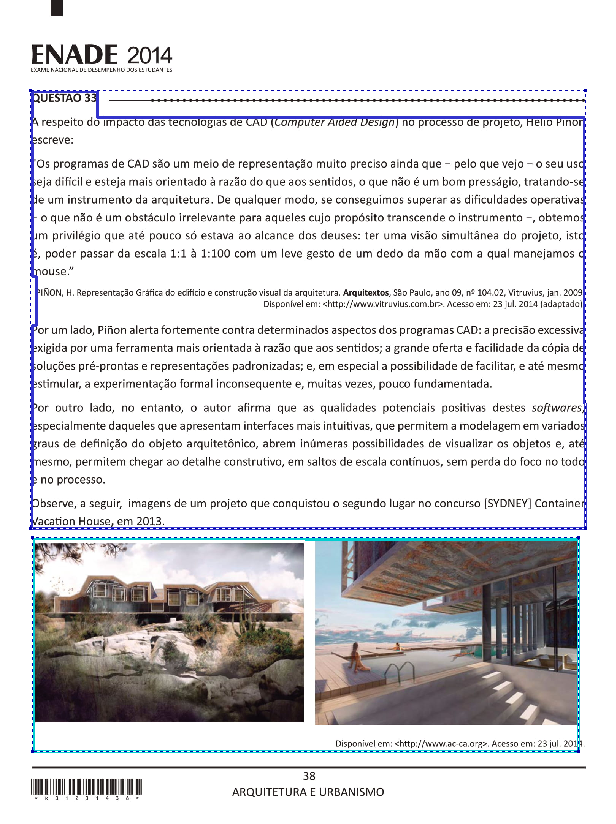 ENADE 2014
EXAME NACIONAL DE DESEMPENHO DOS ESTUDANTES
QUESTÃO 33
A respeito do impacto das tecnologias de CAD (Computer Aided Design) no processo de projeto, Helio Piñon
escreve:
"Os programas de CAD são um meio de representação muito preciso ainda que − pelo que vejo − o seu uso
seja difícil e esteja mais orientado à razão do que aos sentidos, o que não é um bom presságio, tratando-se
de um instrumento da arquitetura. De qualquer modo, se conseguimos superar as dificuldades operativas
− o que não é um obstáculo irrelevante para aqueles cujo propósito transcende o instrumento −, obtemos
um privilégio que até pouco só estava ao alcance dos deuses: ter uma visão simultânea do projeto, isto
é, poder passar da escala 1:1 à 1:100 com um leve gesto de um dedo da mão com a qual manejamos o
mouse."
PIÑON, H. Representação Gráfica do edifício e construção visual da arquitetura. Arquitextos, São Paulo, ano 09, nº 104.02, Vitruvius, jan. 2009
Disponível em: <http://www.vitruvius.com.br>. Acesso em: 23 jul. 2014 (adaptado).
Por um lado, Piñon alerta fortemente contra determinados aspectos dos programas CAD: a precisão excessiva
exigida por uma ferramenta mais orientada à razão que aos sentidos; a grande oferta e facilidade da cópia de
soluções pré-prontas e representações padronizadas; e, em especial a possibilidade de facilitar, e até mesmo
estimular, a experimentação formal inconsequente e, muitas vezes, pouco fundamentada.
Por outro lado, no entanto, o autor afirma que as qualidades potenciais positivas destes softwares,
especialmente daqueles que apresentam interfaces mais intuitivas, que permitem a modelagem em variados
graus de definição do objeto arquitetônico, abrem inúmeras possibilidades de visualizar os objetos e, até
mesmo, permitem chegar ao detalhe construtivo, em saltos de escala contínuos, sem perda do foco no todo
e no processo.
Observe, a seguir, imagens de um projeto que conquistou o segundo lugar no concurso [SYDNEY] Container
Vacation House, em 2013.
Disponível em: <http://www.ac-ca.org>. Acesso em: 23 jul. 2014.
38
ARQUITETURA E URBANISMO